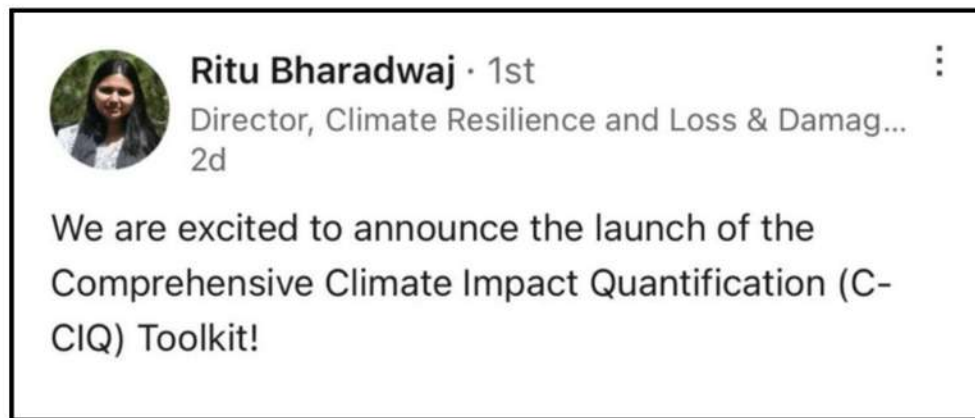 Ritu Bharadwaj · 1st
Director, Climate Resilience and Loss & Damag...
2d
We are excited to announce the launch of the
Comprehensive Climate Impact Quantification (C-
CIQ) Toolkit!